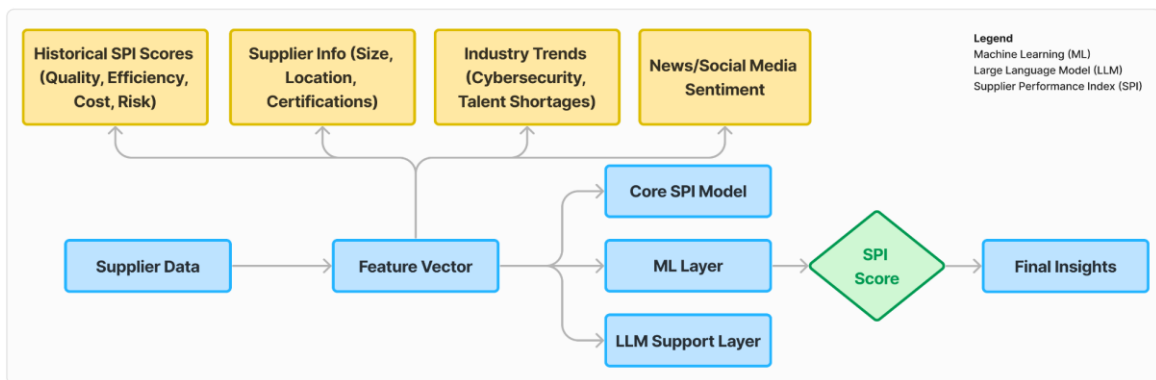 Historical SPI Scores
(Quality, Efficiency,
Cost, Risk)
Supplier Info (Size,
Location,
Certifications)
Industry Trends
(Cybersecurity,
Talent Shortages)
News/Social Media
Sentiment
Legend
Machine Learning (ML)
Large Language Model (LLM)
Supplier Performance Index (SPI)
Supplier Data
Feature Vector
Core SPI Model
ML Layer
LLM Support Layer
SPI
Score
Final Insights